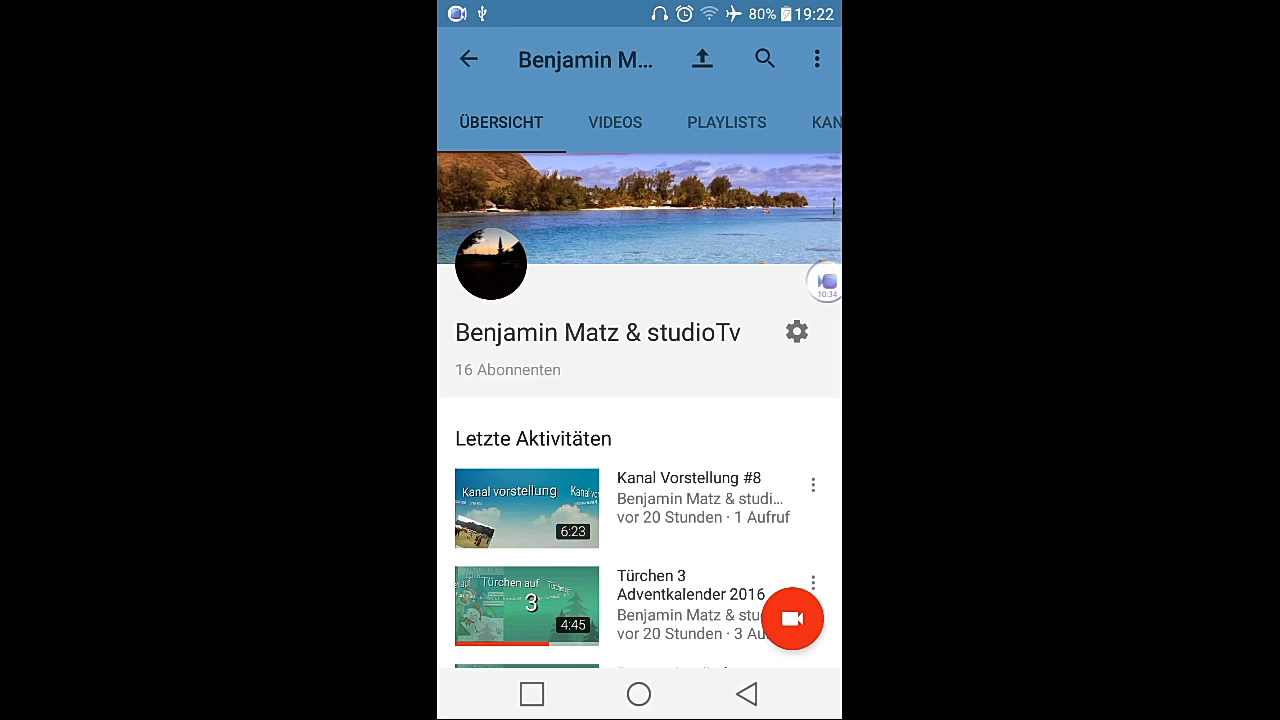 80% 19:22
Benjamin M...
ÜBERSICHT VIDEOS PLAYLISTS KAN
10:34
Benjamin Matz & studioTv
16 Abonnenten
Letzte Aktivitäten
Kanal vorstellung
6:23
Kanal Vorstellung #8
Benjamin Matz & studi...
vor 20 Stunden · 1 Aufruf
Türchen auf
3
4:45
Türchen 3
Adventkalender 2016
Benjamin Matz & stu
vor 20 Stunden · 3 Au